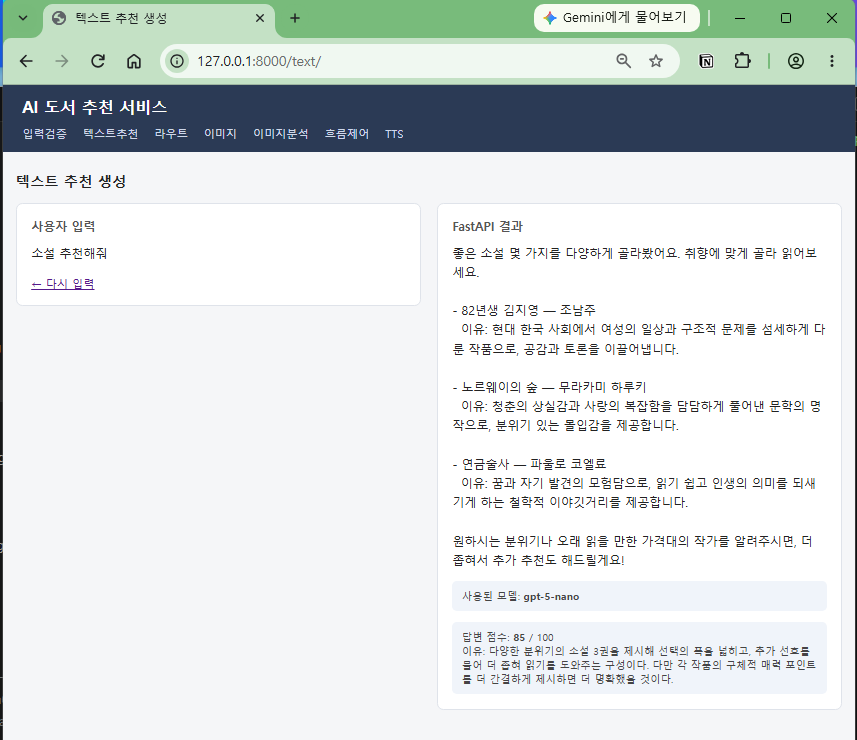 텍스트 추천 생성
Gemini에게 물어보기
127.0.0.1:8000/text/
AI 도서 추천 서비스
입력검증 텍스트추천 라우트 이미지 이미지분석 흐름제어 TTS
텍스트 추천 생성
사용자 입력
소설 추천해줘
← 다시 입력
FastAPI 결과
좋은 소설 몇 가지를 다양하게 골라봤어요. 취향에 맞게 골라 읽어보
세요.
- 82년생 김지영 — 조남주
이유: 현대 한국 사회에서 여성의 일상과 구조적 문제를 섬세하게 다
룬 작품으로, 공감과 토론을 이끌어냅니다.
- 노르웨이의 숲 — 무라카미 하루키
이유: 청춘의 상실감과 사랑의 복잡함을 담담하게 풀어낸 문학의 명
작으로, 분위기 있는 몰입감을 제공합니다.
- 연금술사 — 파울로 코엘료
이유: 꿈과 자기 발견의 모험담으로, 읽기 쉽고 인생의 의미를 되새
기게 하는 철학적 이야깃거리를 제공합니다.
원하시는 분위기나 오래 읽을 만한 가격대의 작가를 알려주시면, 더
좁혀서 추가 추천도 해드릴게요!
사용된 모델: gpt-5-nano
답변 점수: 85 / 100
이유: 다양한 분위기의 소설 3권을 제시해 선택의 폭을 넓히고, 추가 선호를
물어 더 좁혀 읽기를 도와주는 구성이다. 다만 각 작품의 구체적 매력 포인트
를 더 간결하게 제시하면 더 명확했을 것이다.